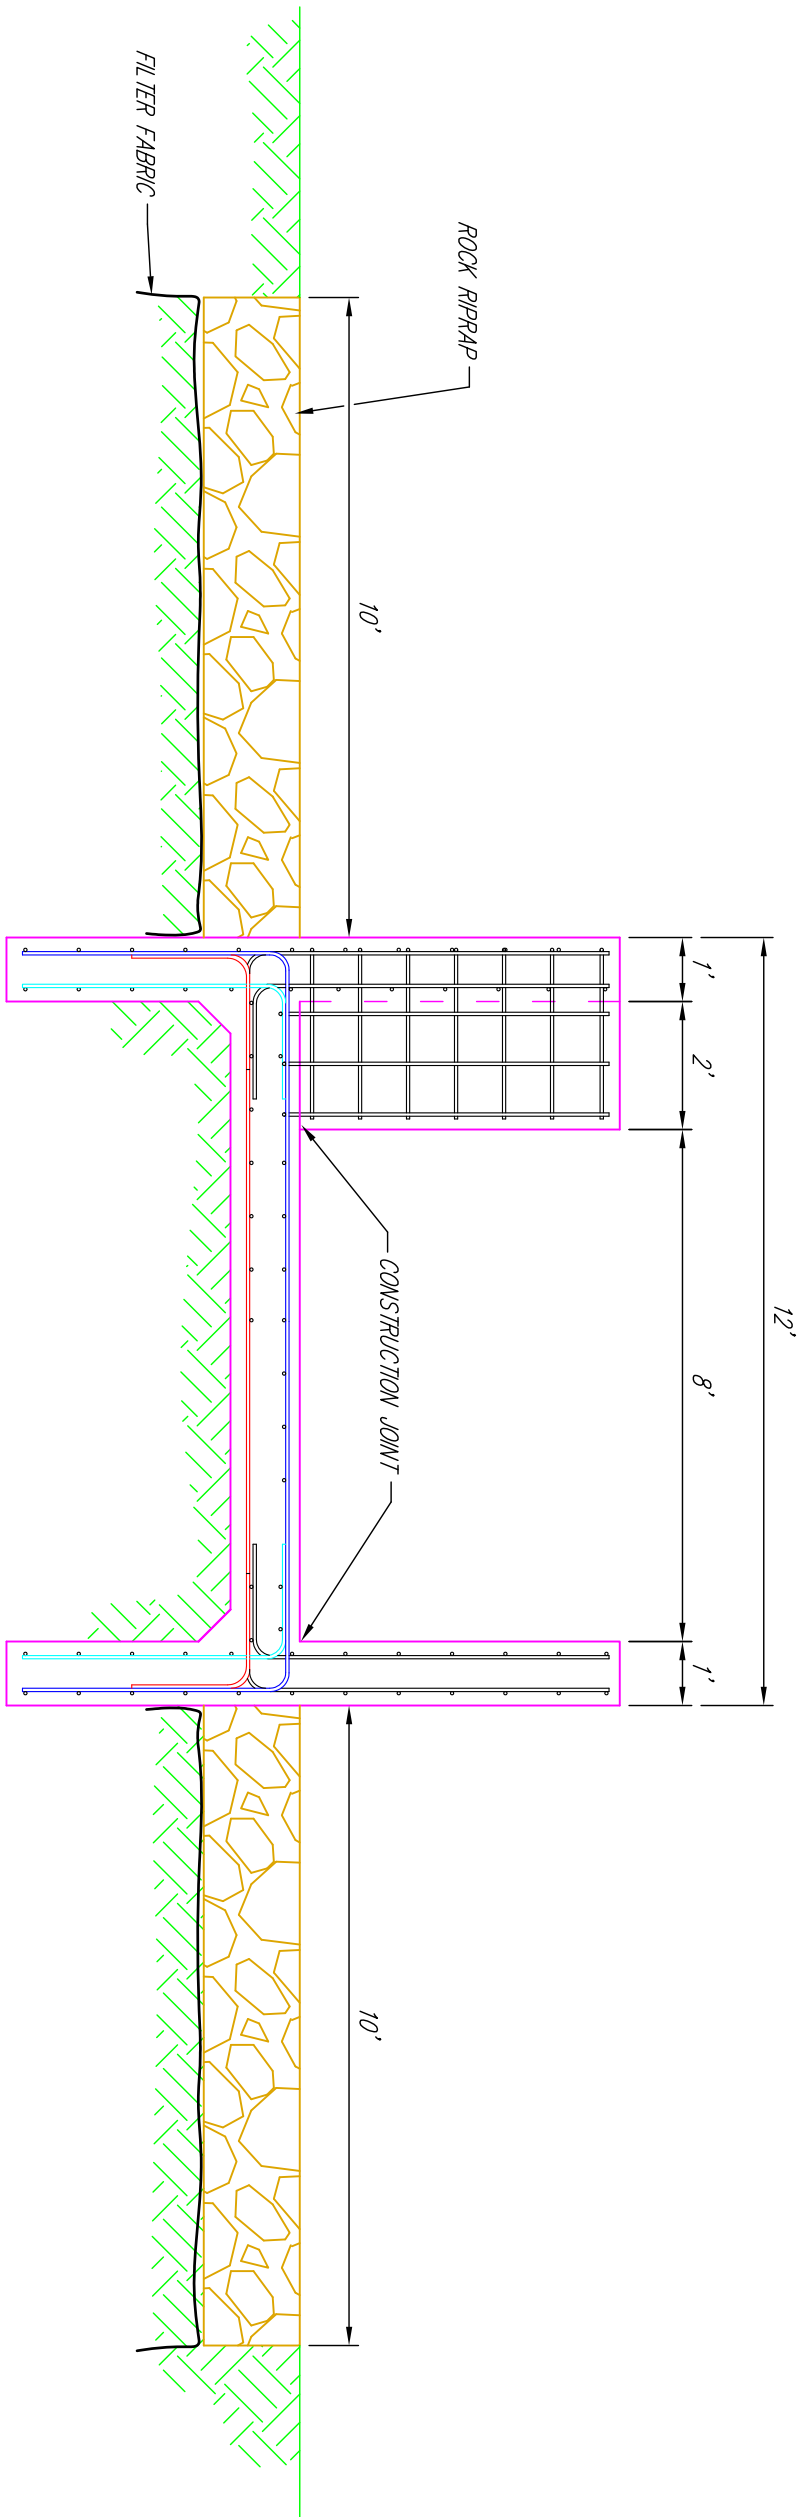 12'
1'
2'
8'
1'
ROCK RIPRAP
10'
CONSTRUCTION JOINT
10'
FILTER FABRIC